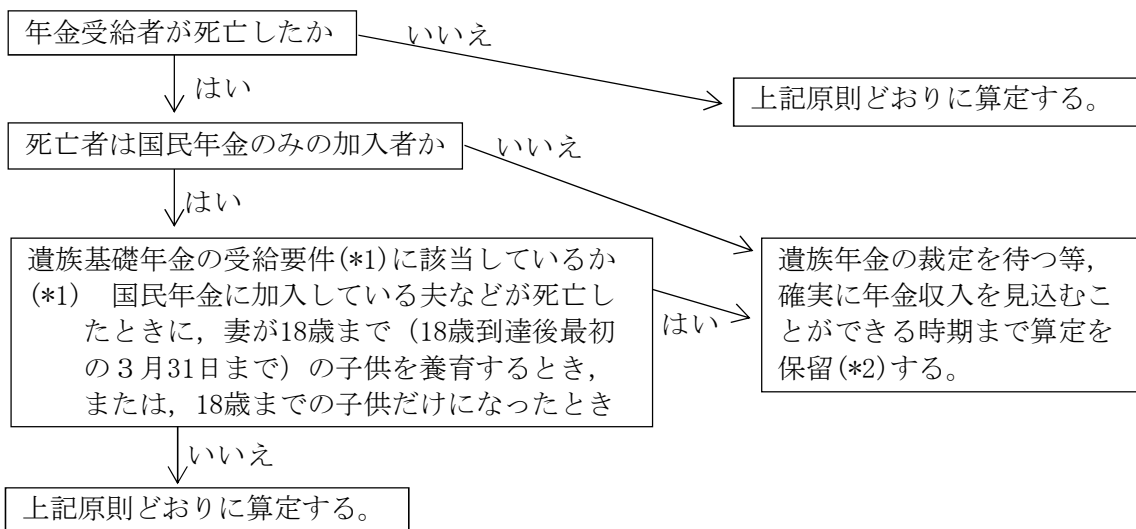 年金受給者が死亡したか
いいえ
はい
上記原則どおりに算定する。
死亡者は国民年金のみの加入者か
いいえ
はい
遺族基礎年金の受給要件(*1)に該当しているか
(*1) 国民年金に加入している夫などが死亡し
たときに，妻が18歳まで（18歳到達後最初
の３月31日まで）の子供を養育するとき，
または，18歳までの子供だけになったとき
はい
遺族年金の裁定を待つ等，
確実に年金収入を見込むこ
とができる時期まで算定を
保留(*2)する。
いいえ
上記原則どおりに算定する。